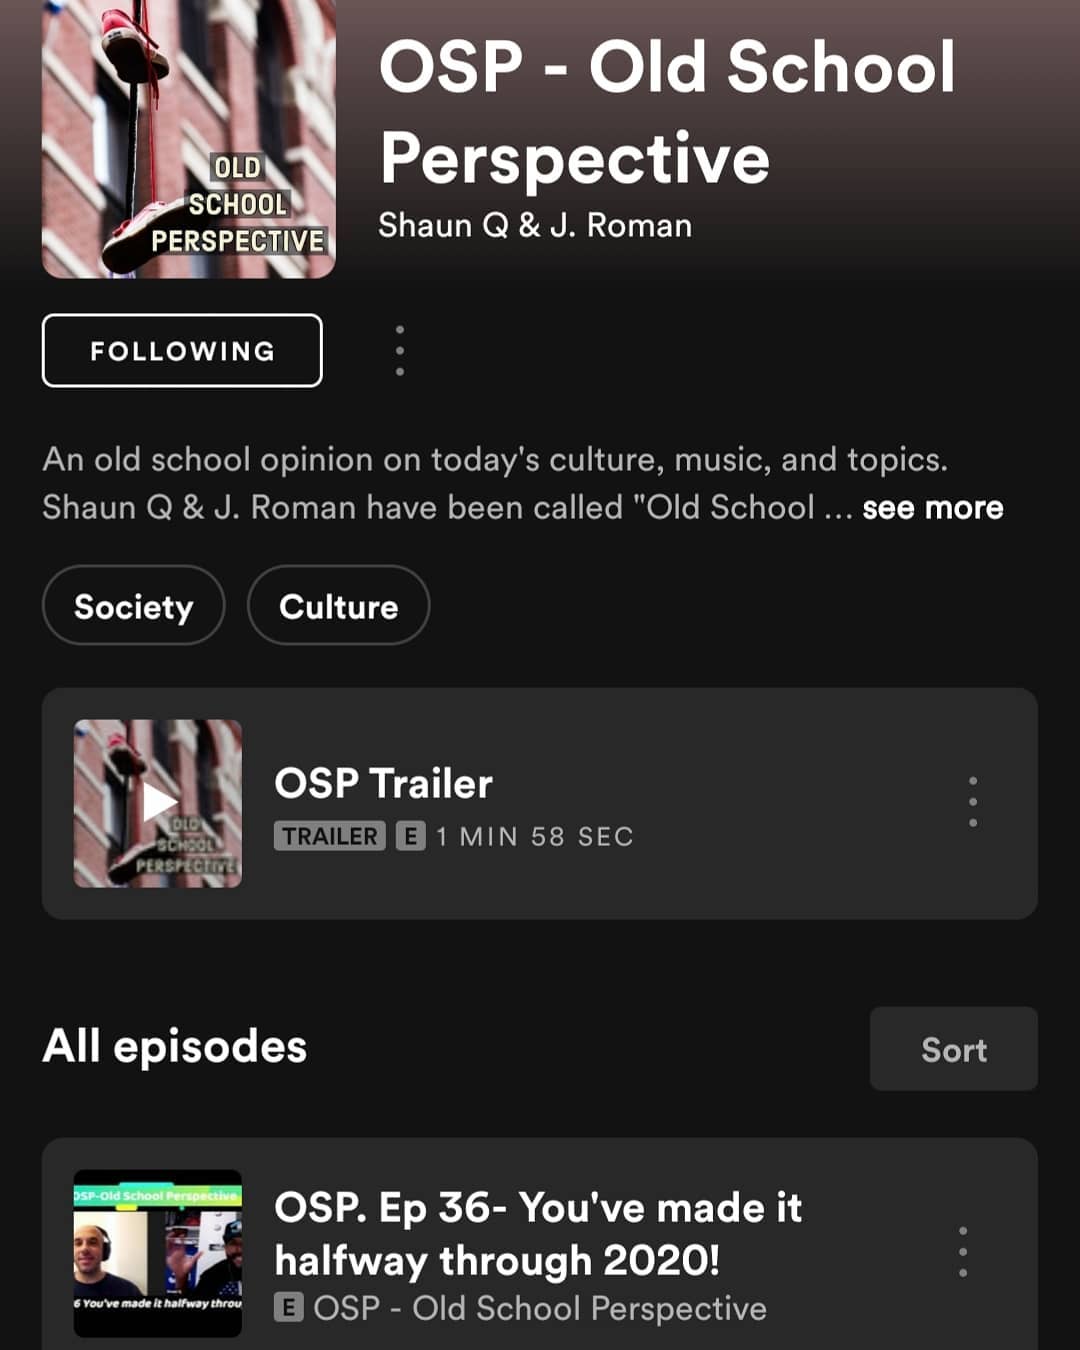 OLD
SCHOOL
PERSPECTIVE
OSP - Old School
Perspective
Shaun Q & J. Roman
FOLLOWING
An old school opinion on today's culture, music, and topics.
Shaun Q & J. Roman have been called "Old School ... see more
Society
Culture
OLD
SCHOOL
PERSPECTIVE
OSP Trailer
TRAILER E 1 MIN 58 SEC
All episodes
Sort
OSP-Old School Perspective
6 You've made it halfway throu
OSP. Ep 36- You've made it
halfway through 2020!
E OSP - Old School Perspective